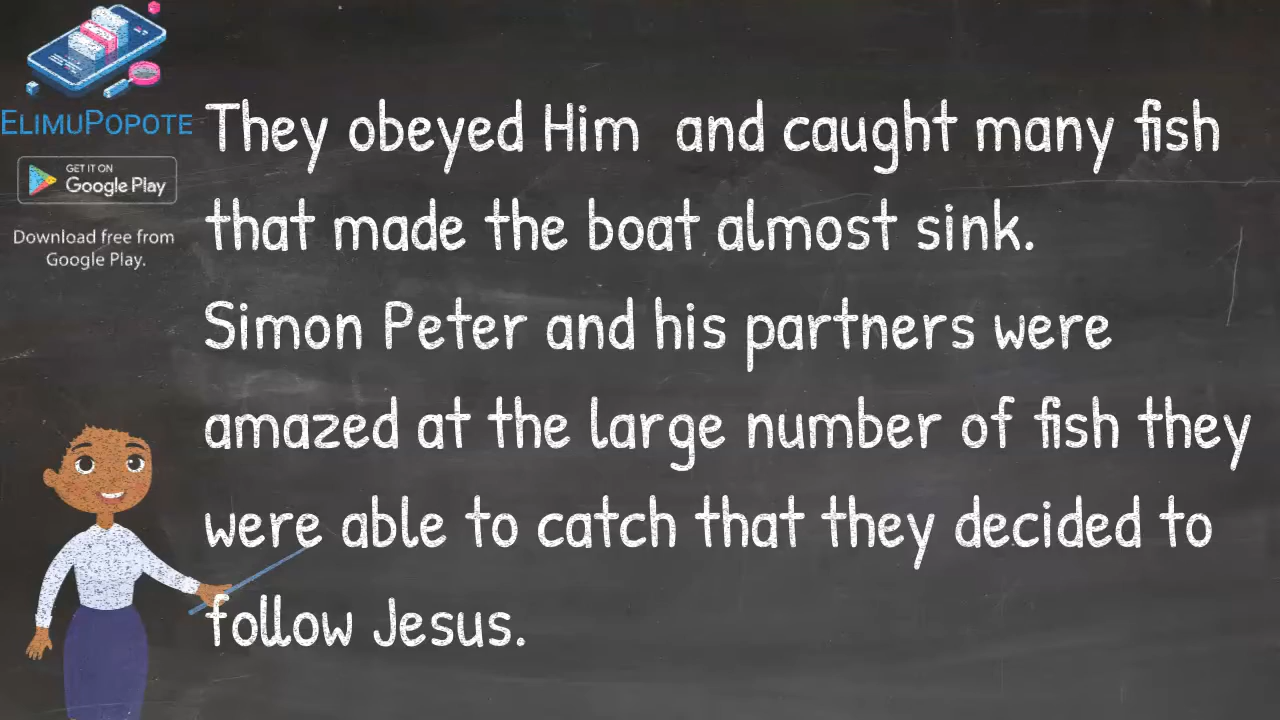 ELIMUPOPOTE
GET IT ON
Google Play
Download free from
Google Play.
They obeyed Him and caught many fish
that made the boat almost sink.
Simon Peter and his partners were
amazed at the large number of fish they
were able to catch that they decided to
follow Jesus.